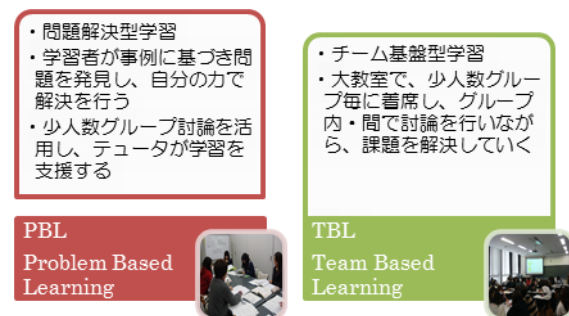 ・問題解決型学習
・学習者が事例に基づき問
題を発見し、自分の力で
解決を行う
・少人数グループ討論を活
用し、テュータが学習を
支援する
PBL
Problem Based
Learning
・チーム基盤型学習
・大教室で、少人数グルー
プ毎に着席し、グループ
内・間で討論を行いなが
ら、課題を解決していく
TBL
Team Based
Learning